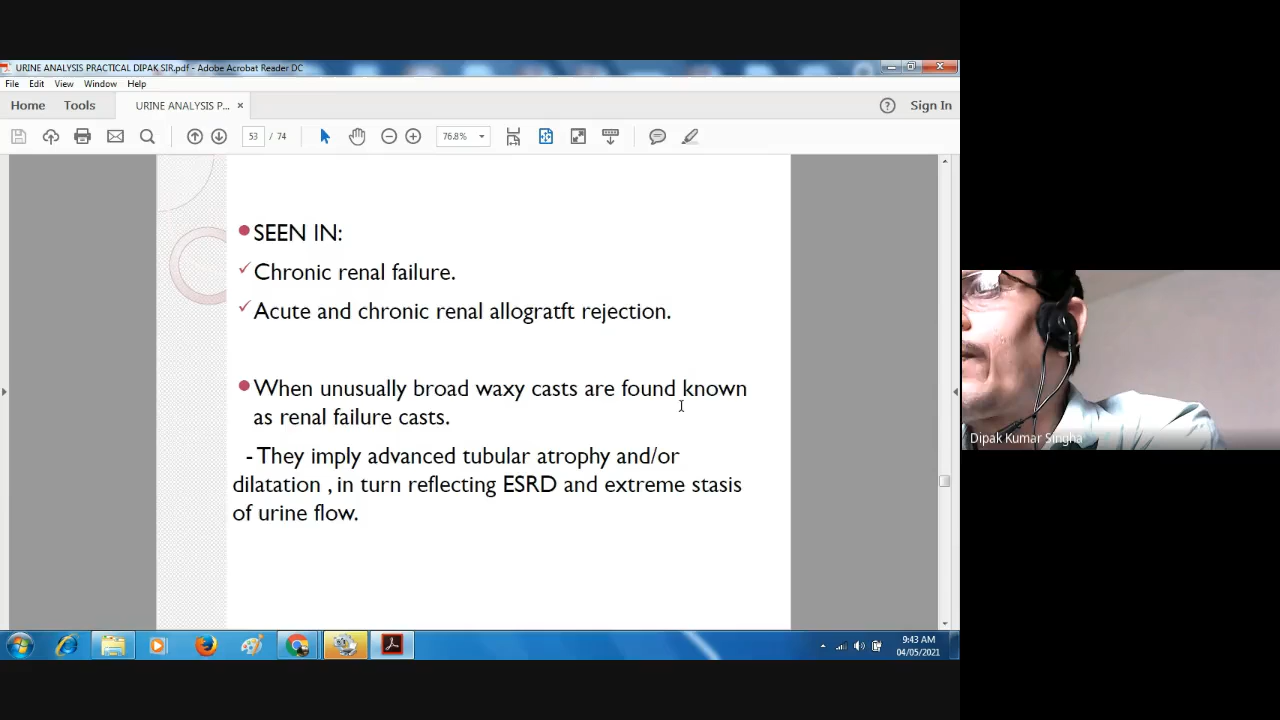 URINE ANALYSIS PRACTICAL DIPAK SIR.pdf - Adobe Acrobat Reader DC
File Edit View Window Help
Home Tools URINE ANALYSIS P... × ? Sign In
53 / 74 76.8%
SEEN IN:
✓ Chronic renal failure.
✓ Acute and chronic renal allogratft rejection.
When unusually broad waxy casts are found known
as renal failure casts.
- They imply advanced tubular atrophy and/or
dilatation , in turn reflecting ESRD and extreme stasis
of urine flow.
Dipak Kumar Singha
9:43 AM
04/05/2021